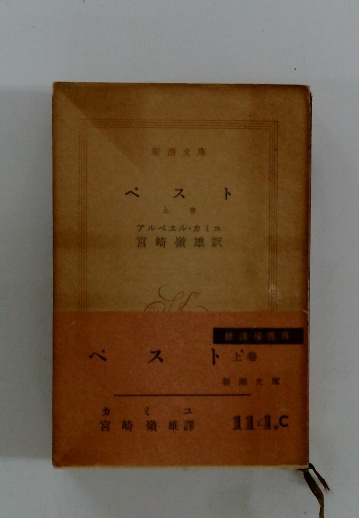 新潮文庫
ペスト
上巻
アルベエル・カミユ
宮崎嶺雄訳
ペスト 上巻
新潮文庫
カミユ
宮崎嶺雄譯